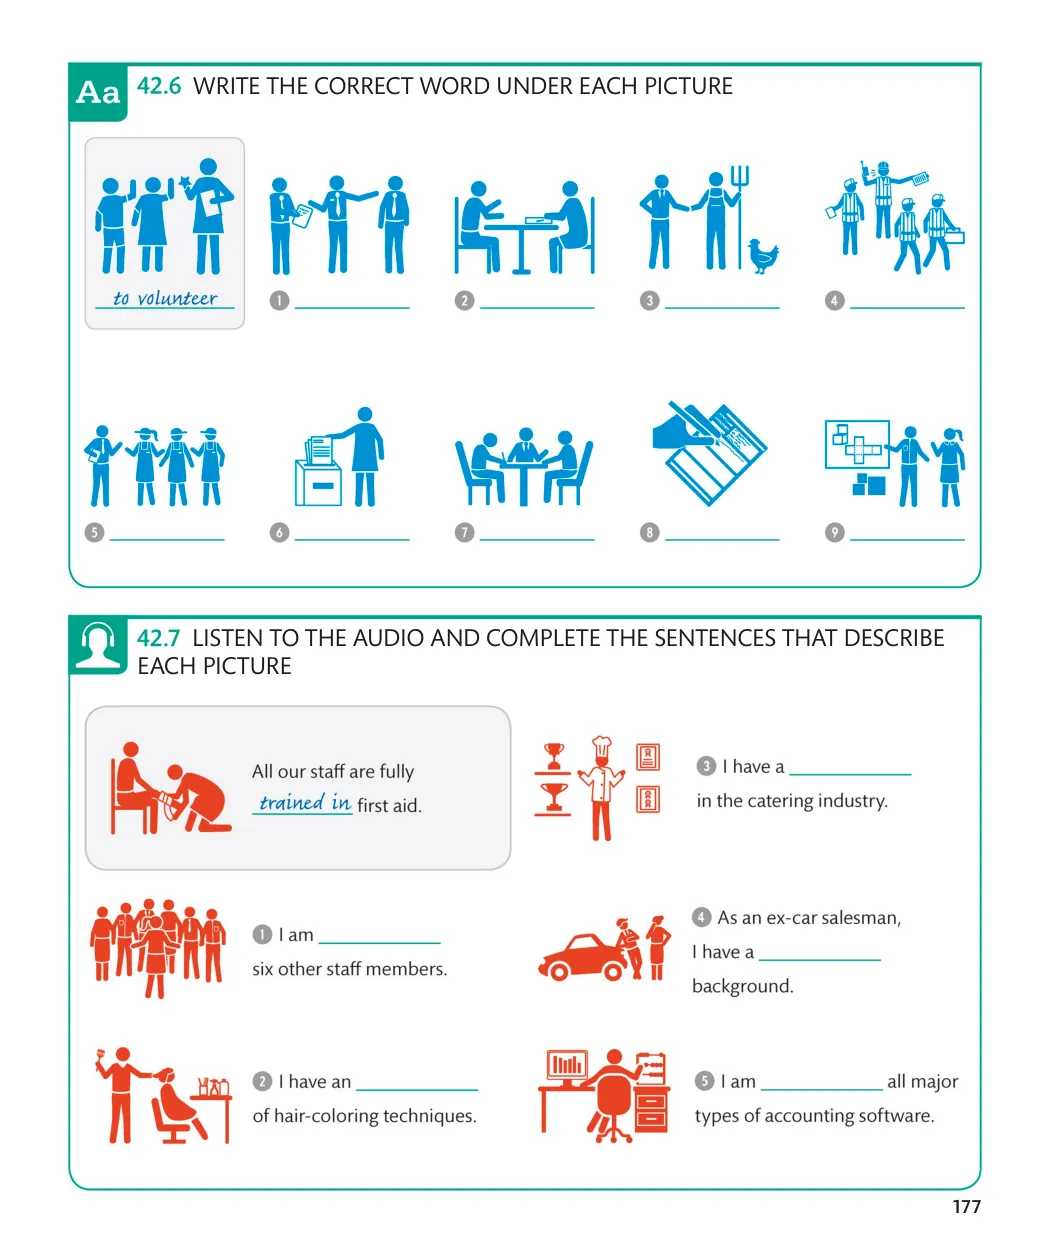 Aa
42.6 WRITE THE CORRECT WORD UNDER EACH PICTURE
to volunteer
1
2
3
4
5
6
7
8
9
42.7 LISTEN TO THE AUDIO AND COMPLETE THE SENTENCES THAT DESCRIBE
EACH PICTURE
All our staff are fully
trained in first aid.
1 I am
six other staff members.
2 I have an
of hair-coloring techniques.
3 I have a
in the catering industry.
4 As an ex-car salesman,
I have a
background.
5 I am all major
types of accounting software.
177